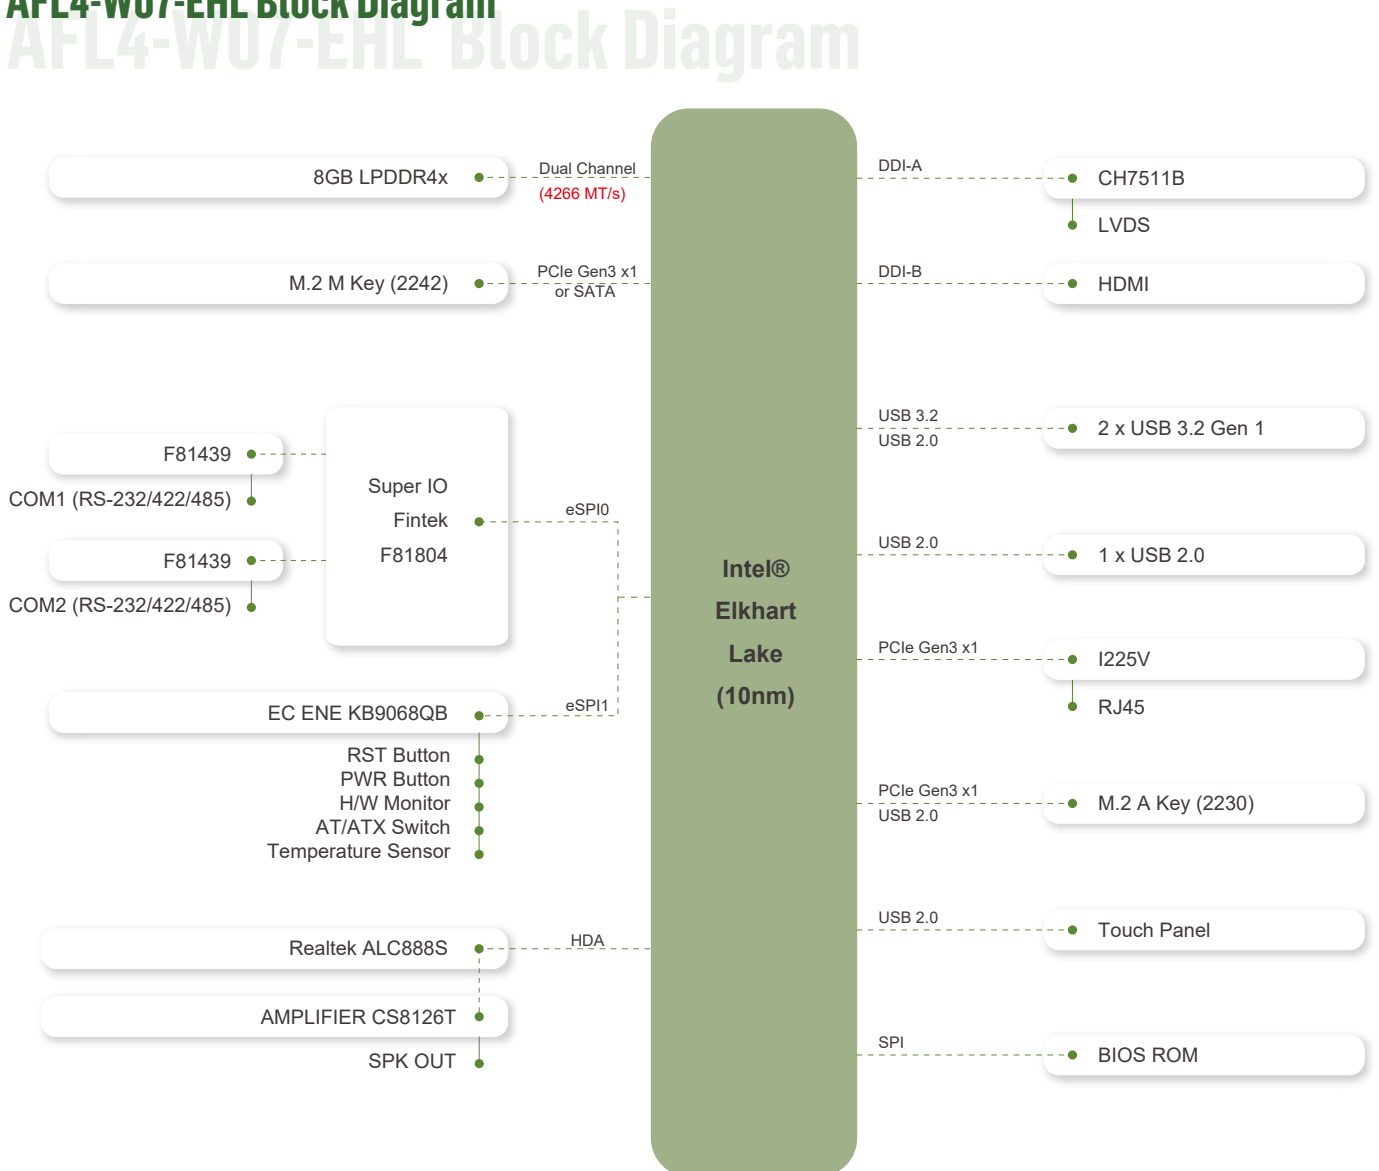 AFL4-W07-EHL Block Diagram
AFL4-W07-EHL Block Diagram
8GB LPDDR4x
Dual Channel
(4266 MT/s)
M.2 M Key (2242)
PCIe Gen3 x1
or SATA
F81439
COM1 (RS-232/422/485)
F81439
COM2 (RS-232/422/485)
Super IO
Fintek
F81804
eSPI0
EC ENE KB9068QB
eSPI1
RST Button
PWR Button
H/W Monitor
AT/ATX Switch
Temperature Sensor
Realtek ALC888S
HDA
AMPLIFIER CS8126T
SPK OUT
Intel®
Elkhart
Lake
(10nm)
DDI-A
CH7511B
LVDS
DDI-B
HDMI
USB 3.2
USB 2.0
2 x USB 3.2 Gen 1
USB 2.0
1 x USB 2.0
PCIe Gen3 x1
I225V
RJ45
PCIe Gen3 x1
USB 2.0
M.2 A Key (2230)
USB 2.0
Touch Panel
SPI
BIOS ROM